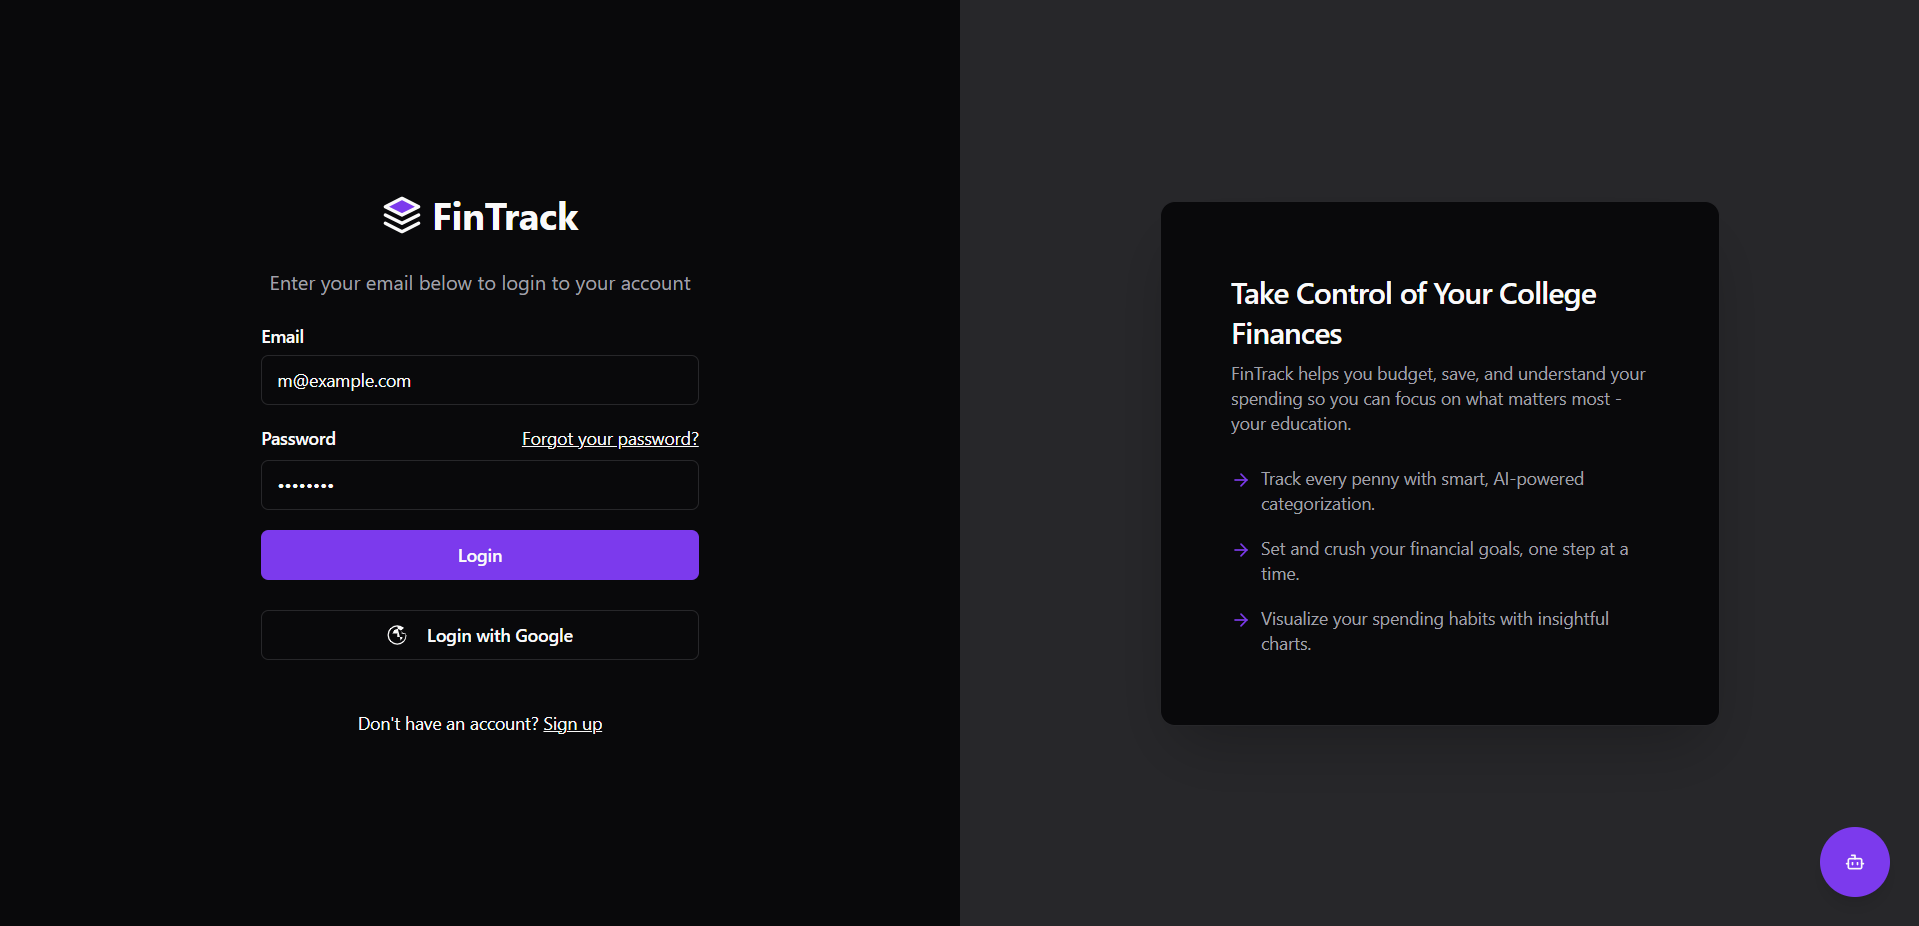 FinTrack
Enter your email below to login to your account
Email
m@example.com
Password
Forgot your password?
••••••••
Login
Login with Google
Don't have an account? Sign up
Take Control of Your College
Finances
FinTrack helps you budget, save, and understand your
spending so you can focus on what matters most -
your education.
Track every penny with smart, AI-powered
categorization.
Set and crush your financial goals, one step at a
time.
Visualize your spending habits with insightful
charts.